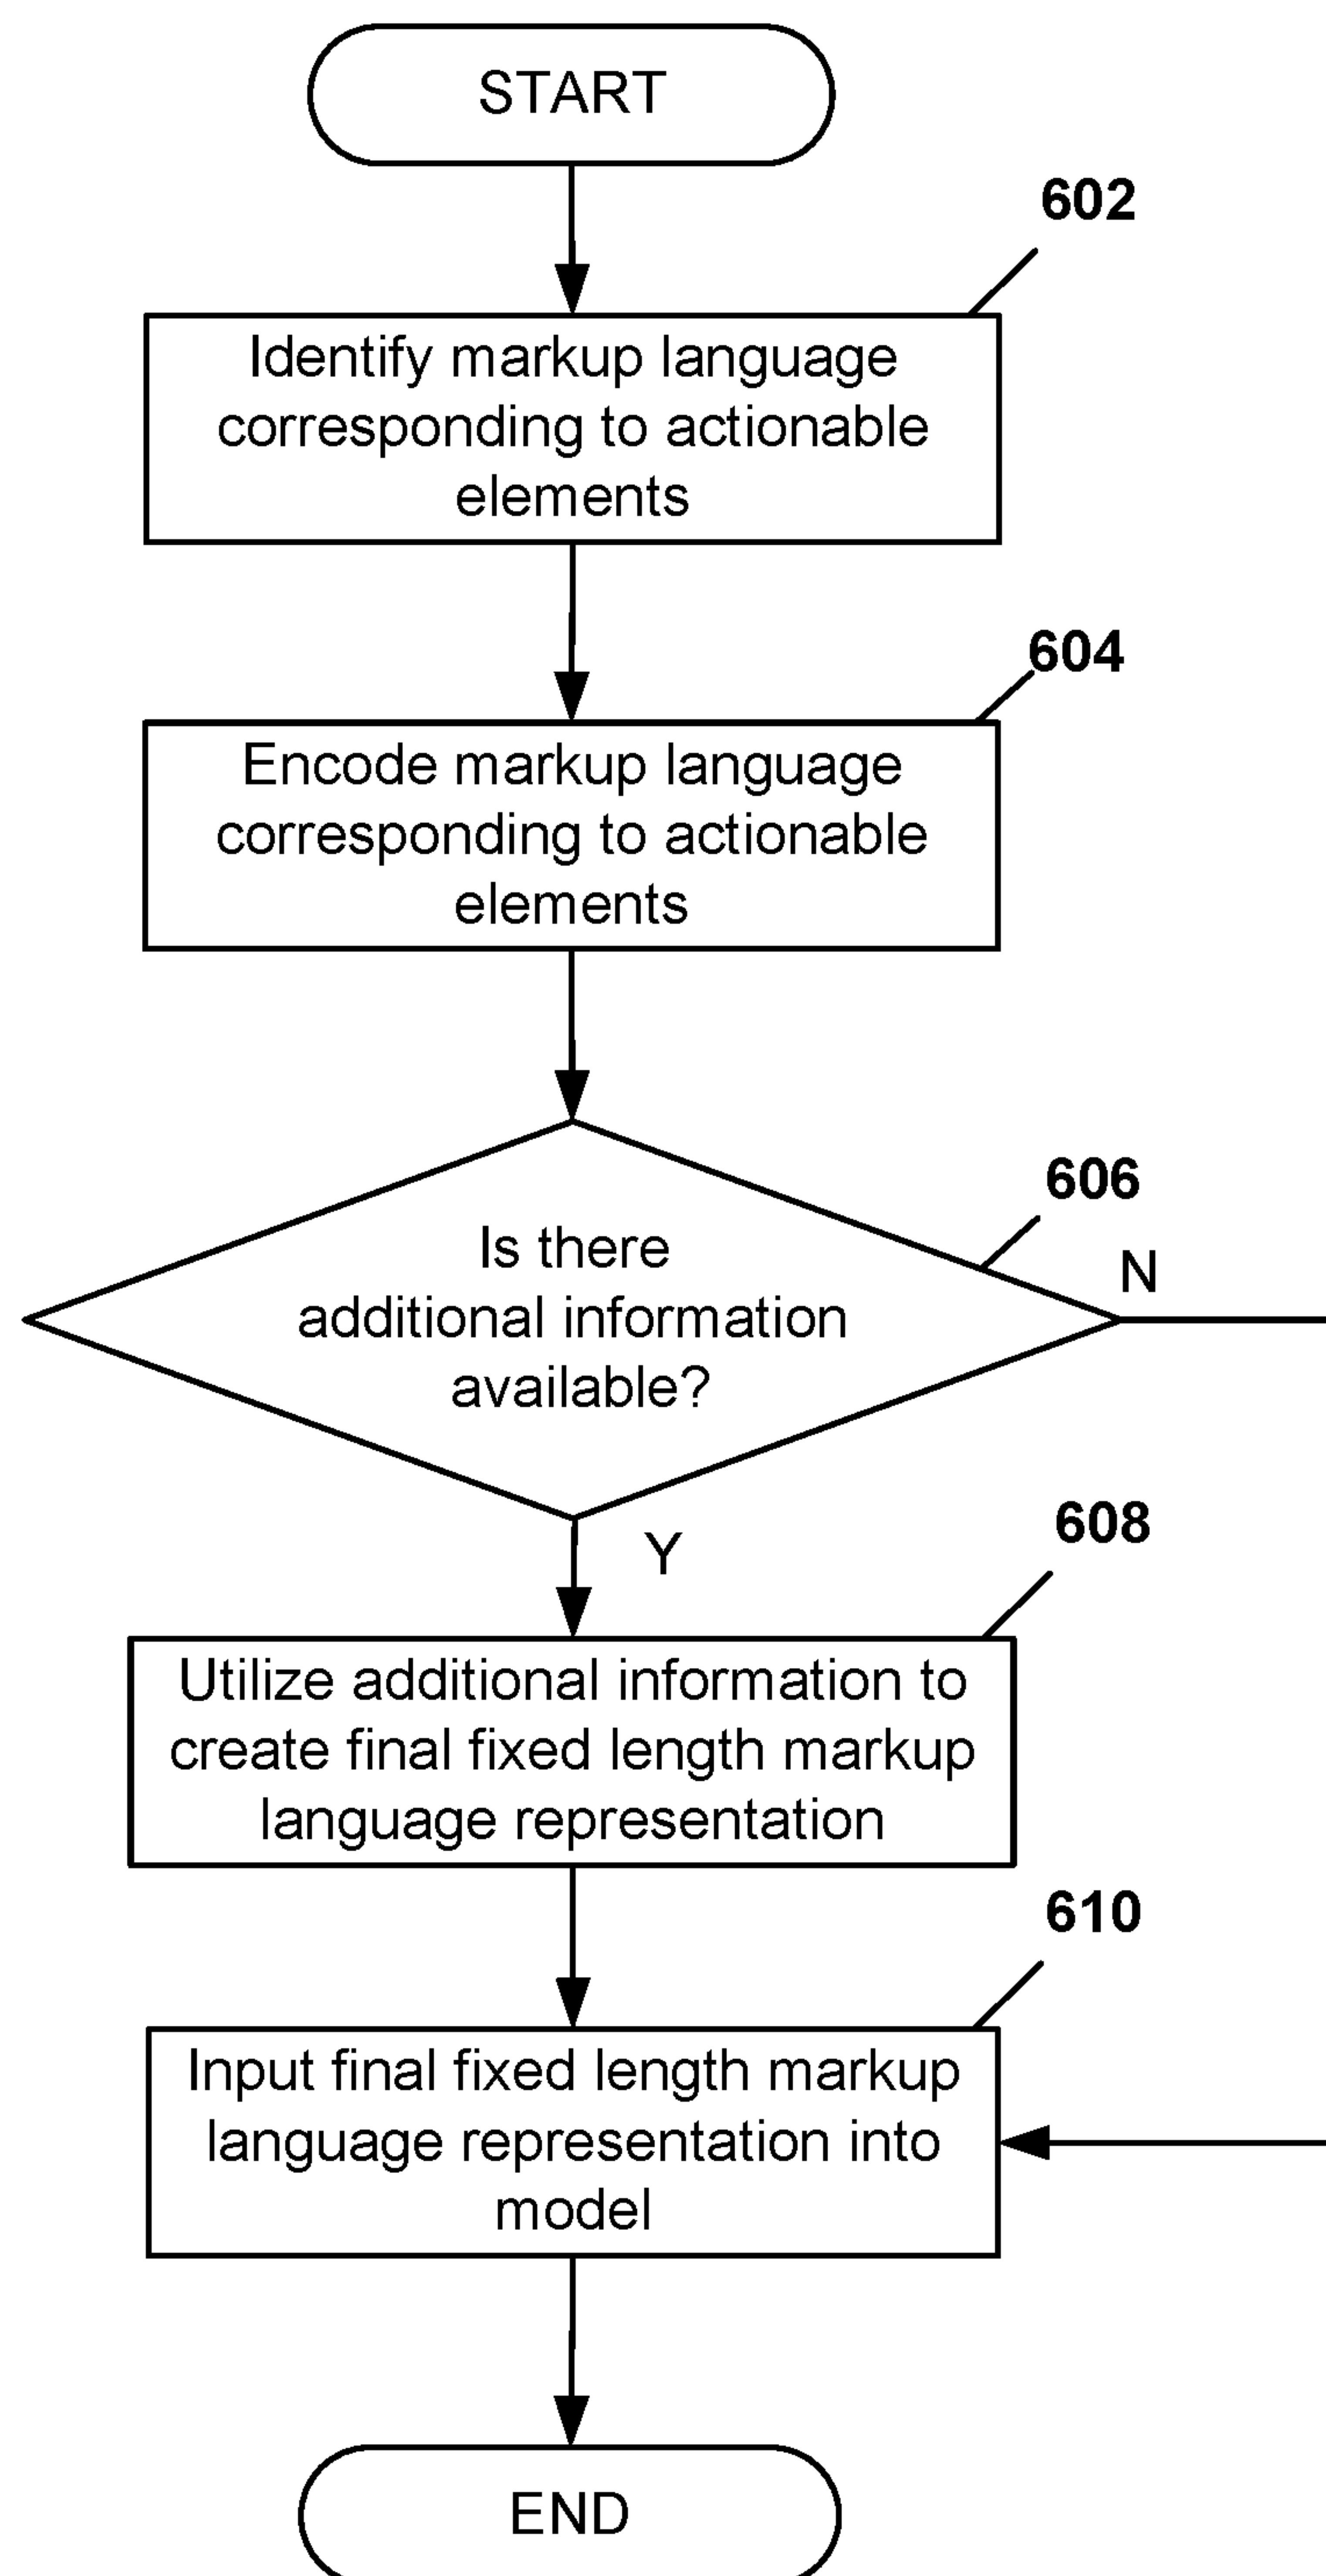 START
602
Identify markup language
corresponding to actionable
elements
604
Encode markup language
corresponding to actionable
elements
606
Is there
additional information
available?
N
Y
608
Utilize additional information to
create final fixed length markup
language representation
610
Input final fixed length markup
language representation into
model
END